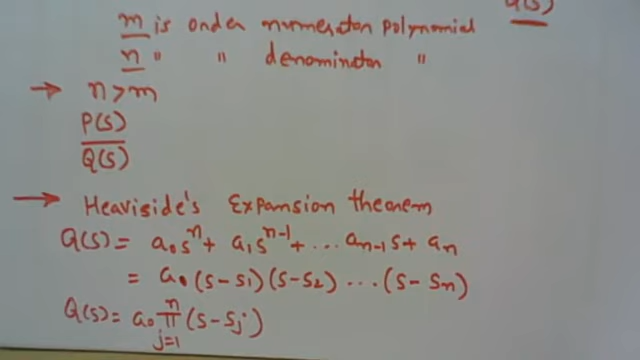 Q(s)
m is order numerator polynomial
n " " denominator "
→ n>m
P(s)
Q(s)
→ Heaviside's Expansion theorem
Q(s) = a₀sⁿ + a₁sⁿ⁻¹ + ... aₙ₋₁s + aₙ
= a₀(s-s₁)(s-s₂) ... (s-sₙ)
Q(s) = a₀ ∏ⁿⱼ₌₁ (s-sⱼ)